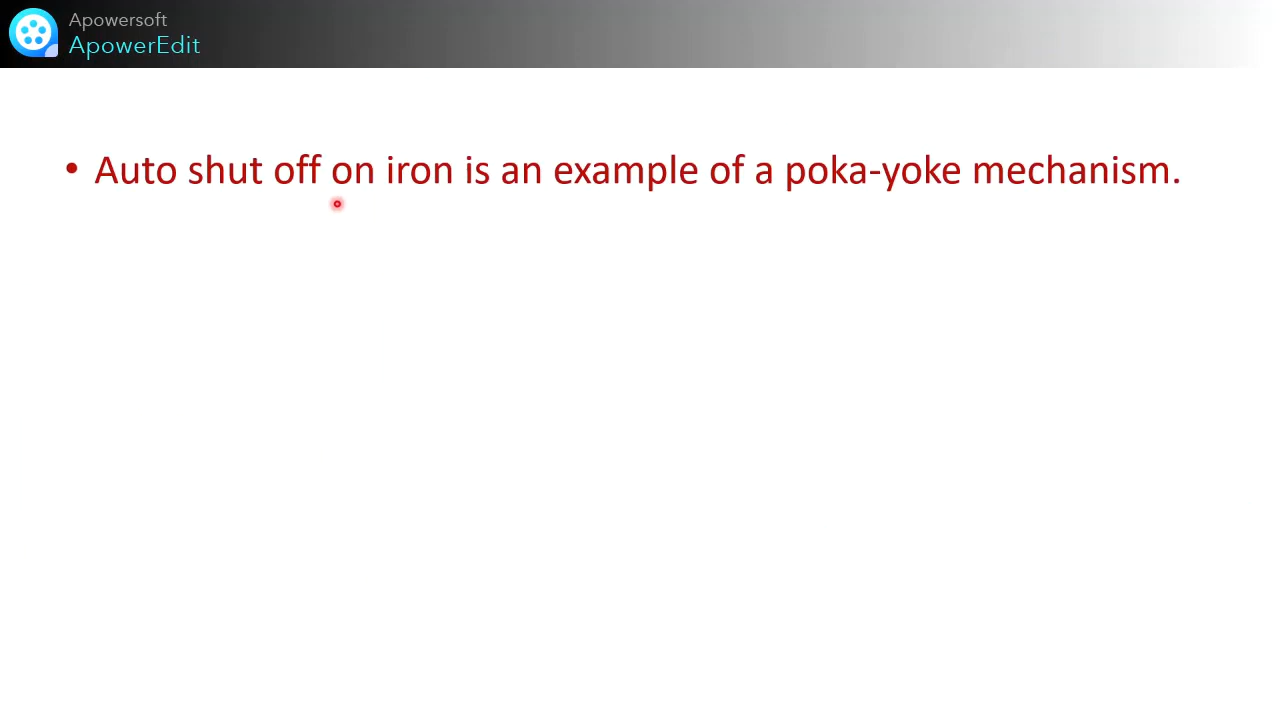 Apowersoft
ApowerEdit
• Auto shut off on iron is an example of a poka-yoke mechanism.